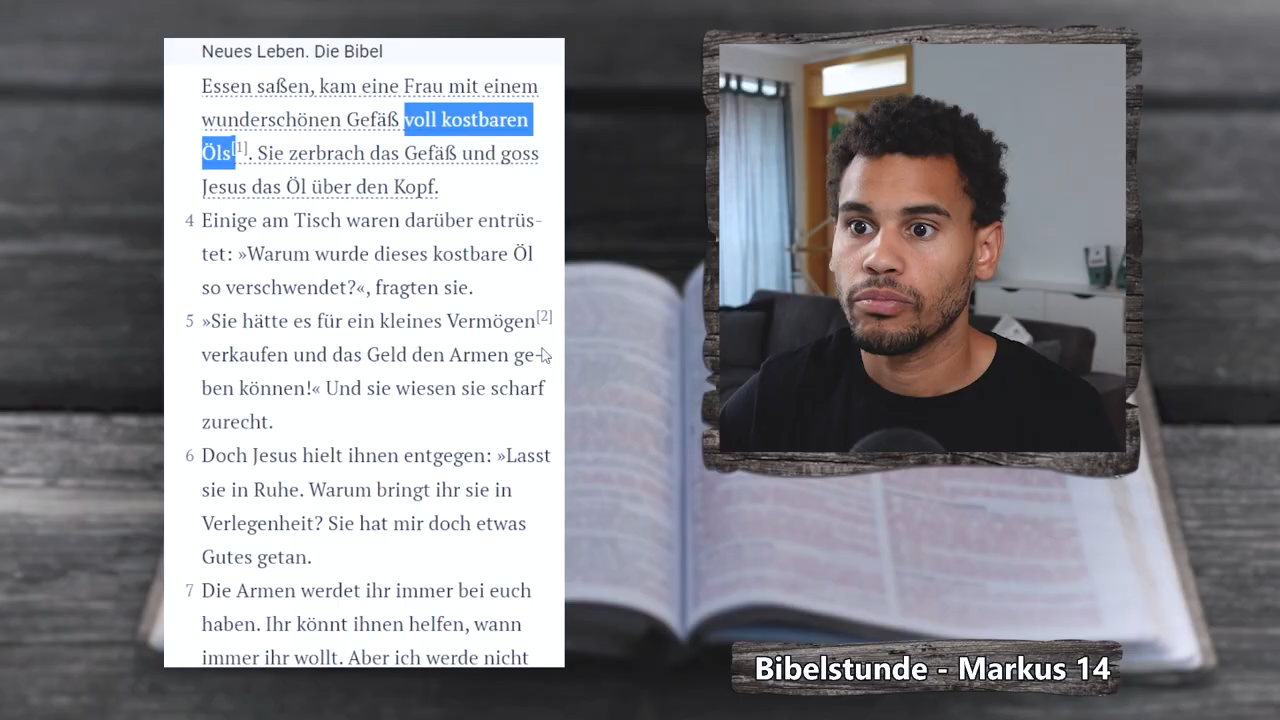 Neues Leben. Die Bibel
Essen saßen, kam eine Frau mit einem
wunderschönen Gefäß voll kostbaren
Öls[1]. Sie zerbrach das Gefäß und goss
Jesus das Öl über den Kopf.
4 Einige am Tisch waren darüber entrüs-
tet: »Warum wurde dieses kostbare Öl
so verschwendet?«, fragten sie.
5 »Sie hätte es für ein kleines Vermögen[2]
verkaufen und das Geld den Armen ge-
ben können!« Und sie wiesen sie scharf
zurecht.
6 Doch Jesus hielt ihnen entgegen: »Lasst
sie in Ruhe. Warum bringt ihr sie in
Verlegenheit? Sie hat mir doch etwas
Gutes getan.
7 Die Armen werdet ihr immer bei euch
haben. Ihr könnt ihnen helfen, wann
immer ihr wollt. Aber ich werde nicht
Bibelstunde - Markus 14